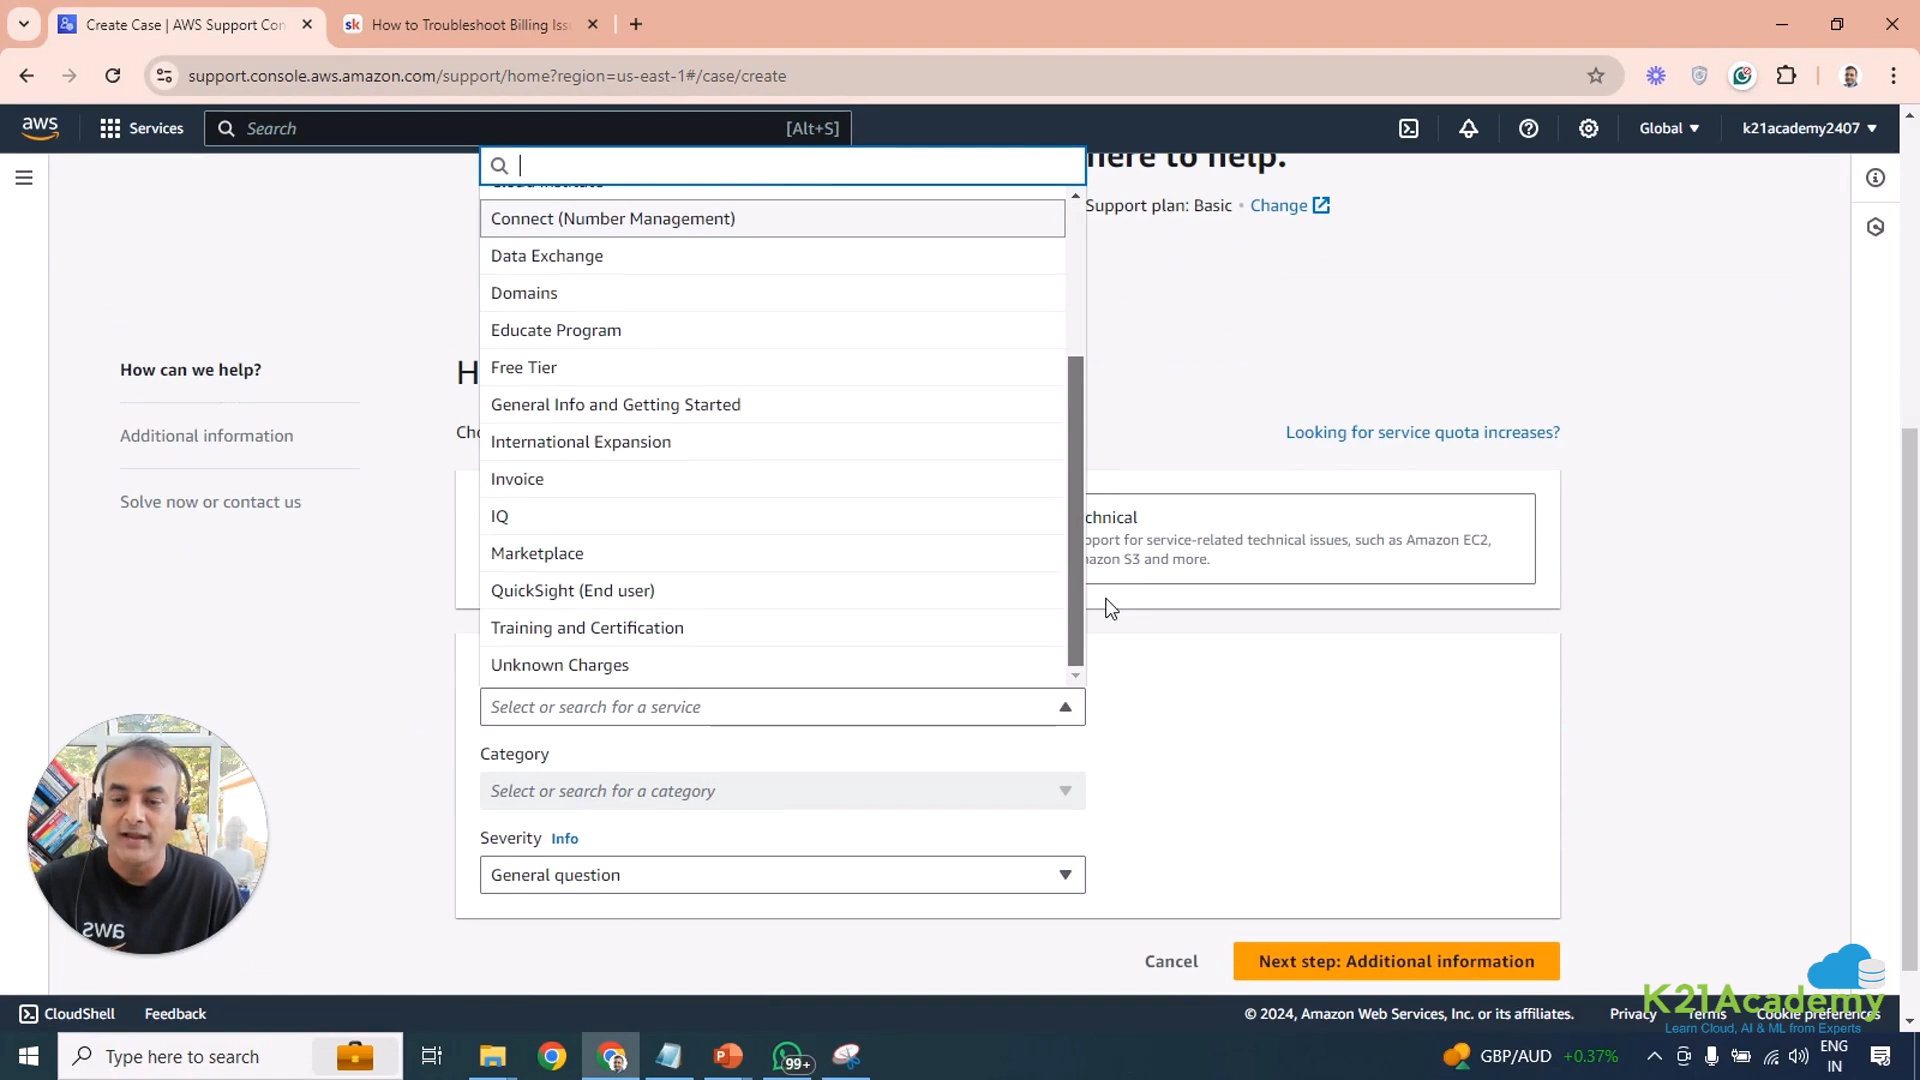 Create Case | AWS Support Con
How to Troubleshoot Billing Iss
support.console.aws.amazon.com/support/home?region=us-east-1#/case/create
aws
Services
Search
[Alt+S]
Global
k21academy2407
here to help.
Support plan: Basic • Change
Cloud Institute
Connect (Number Management)
Data Exchange
Domains
Educate Program
Free Tier
General Info and Getting Started
International Expansion
Invoice
IQ
Marketplace
QuickSight (End user)
Training and Certification
Unknown Charges
How can we help?
Additional information
Solve now or contact us
H
Cho
Looking for service quota increases?
chnical
pport for service-related technical issues, such as Amazon EC2,
nazon S3 and more.
Select or search for a service
Category
Select or search for a category
Severity Info
General question
Cancel
Next step: Additional information
aws
K21Academy
Learn Cloud, AI & ML from Experts
CloudShell
Feedback
© 2024, Amazon Web Services, Inc. or its affiliates.
Privacy
Terms
Cookie preferences
Type here to search
99+
GBP/AUD +0.37%
ENG
IN